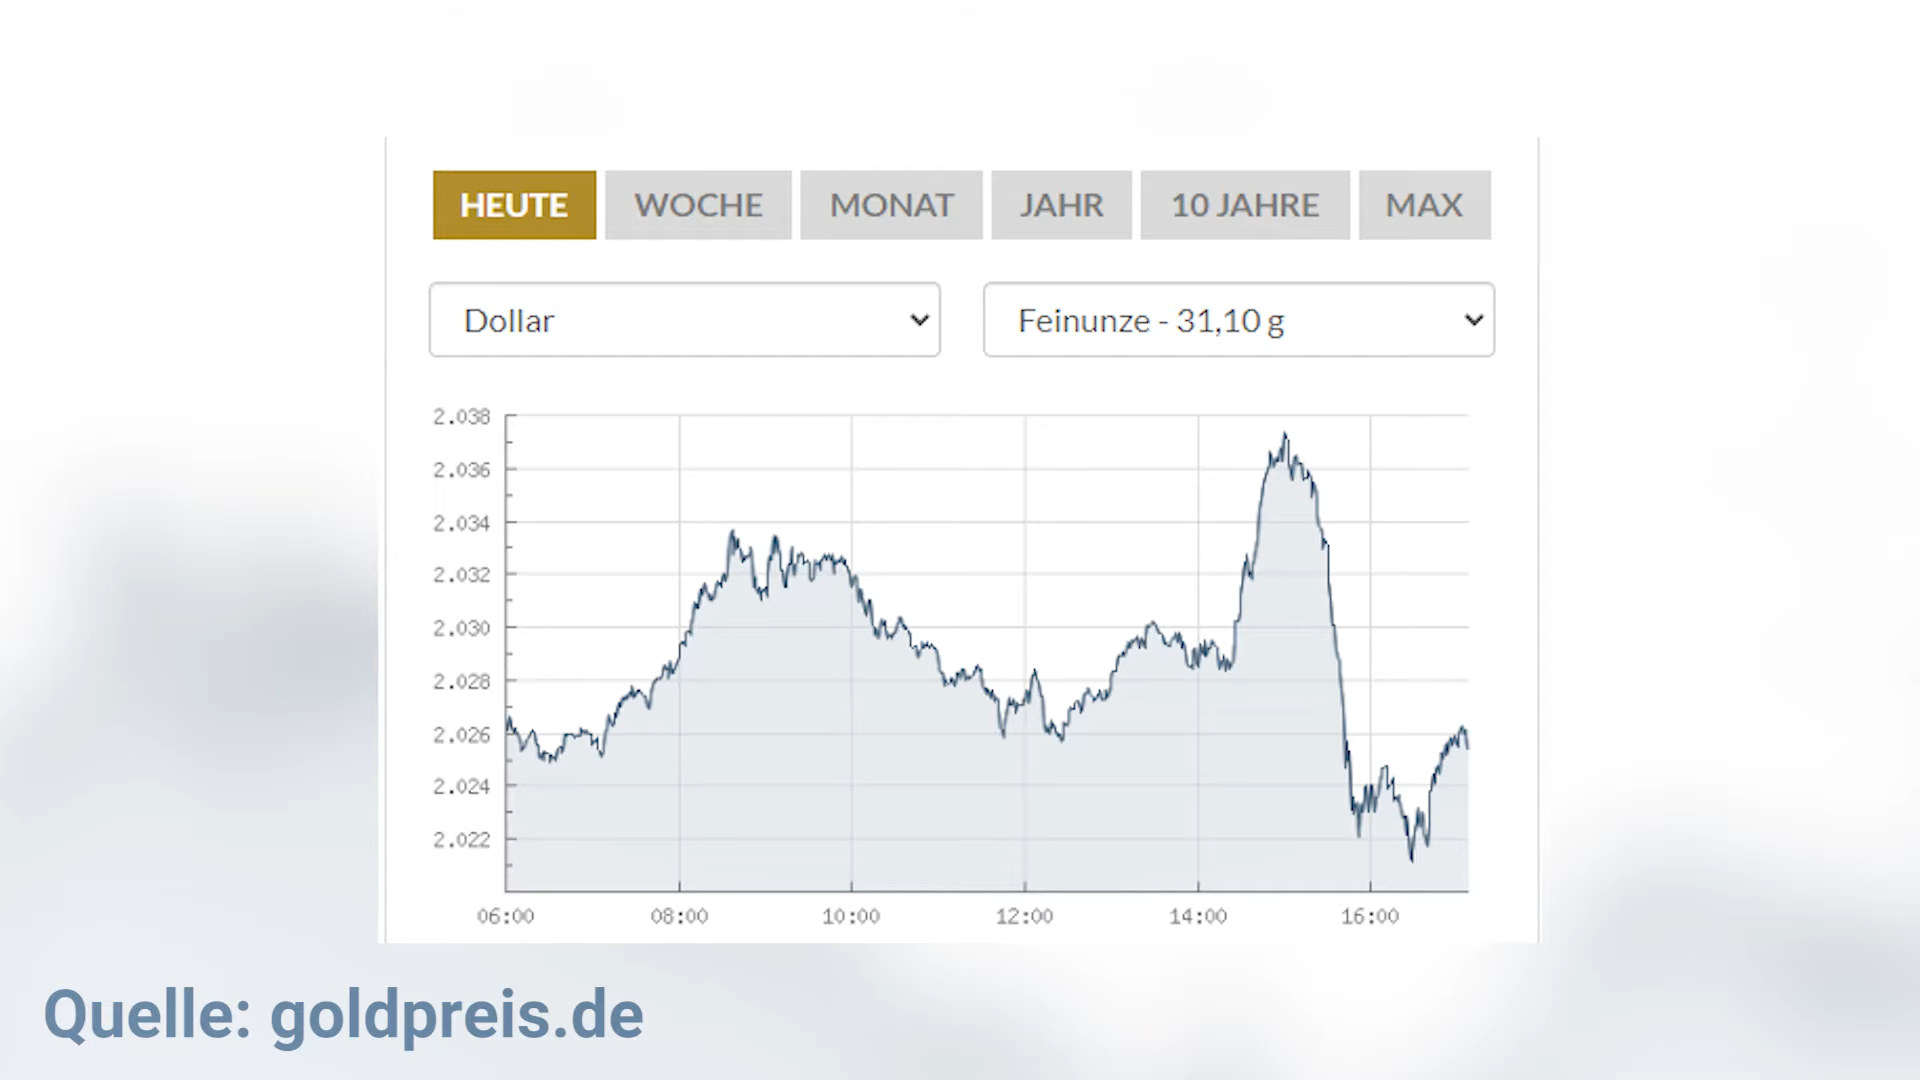 HEUTE WOCHE MONAT JAHR 10 JAHRE MAX
Dollar Feinunze - 31,10 g
2.038
2.036
2.034
2.032
2.030
2.028
2.026
2.024
2.022
06:00 08:00 10:00 12:00 14:00 16:00
Quelle: goldpreis.de